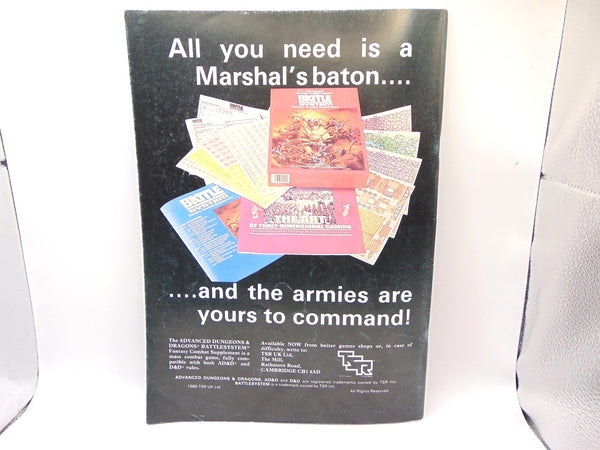 All you need is a
Marshal's baton....
BATTLE
SYSTEM
BATTLE
SYSTEM
THE ART
OF THREE-DIMENSIONAL GAMING
....and the armies are
yours to command!
The ADVANCED DUNGEONS &
DRAGONS® BATTLESYSTEM®
Fantasy Combat Supplement is a
mass combat game, fully com-
patible with both AD&D® and
D&D® rules.
Available NOW from better games shops or, in case of
difficulty, write to:
TSR UK Ltd,
The Mill,
Rathmore Road,
CAMBRIDGE CB1 4AD
TSR
ADVANCED DUNGEONS & DRAGONS, AD&D and D&D are registered trademarks owned by TSR Inc.
BATTLESYSTEM is a trademark owned by TSR Inc.
1985 TSR UK Ltd
All Rights Reserved